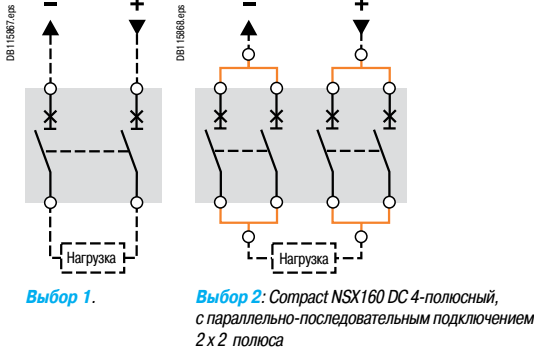 DB115867.eps
− +
DB115868.eps
− +
Нагрузка
Нагрузка
Выбор 1.
Выбор 2: Compact NSX160 DC 4-полюсный,
с параллельно-последовательным подключением
2 x 2 полюса